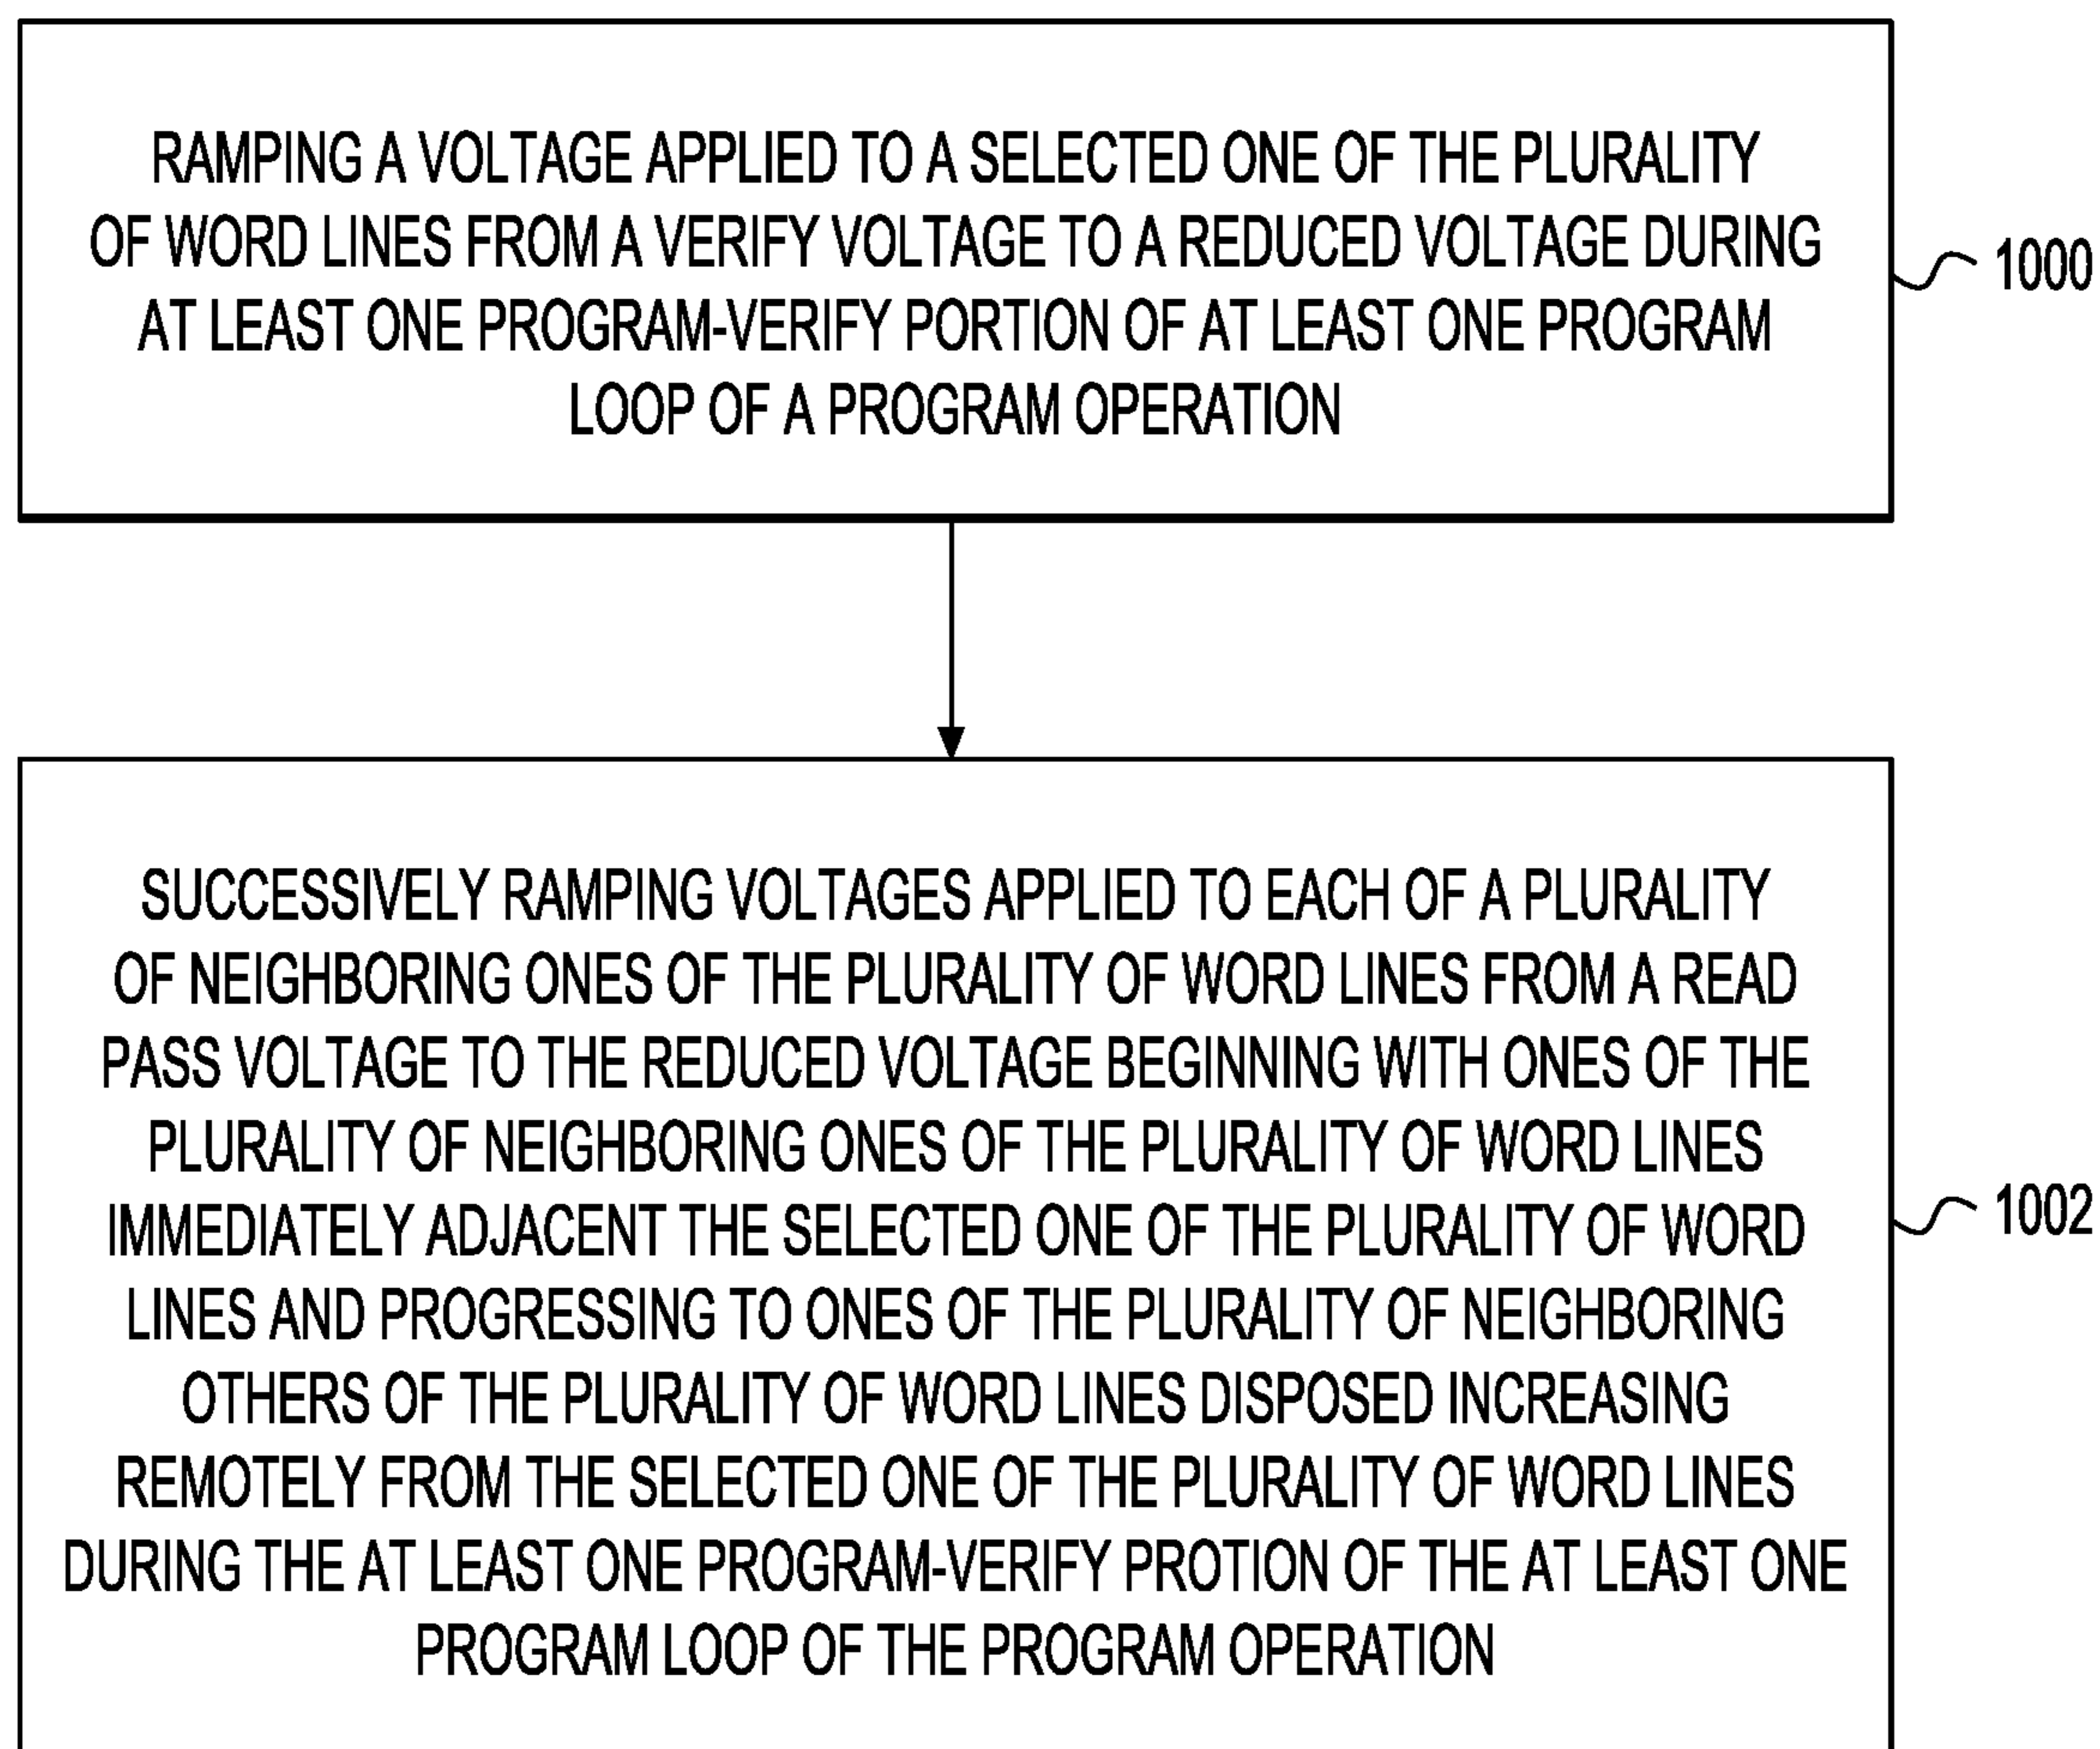 RAMPING A VOLTAGE APPLIED TO A SELECTED ONE OF THE PLURALITY
OF WORD LINES FROM A VERIFY VOLTAGE TO A REDUCED VOLTAGE DURING
AT LEAST ONE PROGRAM-VERIFY PORTION OF AT LEAST ONE PROGRAM
LOOP OF A PROGRAM OPERATION
1000
SUCCESSIVELY RAMPING VOLTAGES APPLIED TO EACH OF A PLURALITY
OF NEIGHBORING ONES OF THE PLURALITY OF WORD LINES FROM A READ
PASS VOLTAGE TO THE REDUCED VOLTAGE BEGINNING WITH ONES OF THE
PLURALITY OF NEIGHBORING ONES OF THE PLURALITY OF WORD LINES
IMMEDIATELY ADJACENT THE SELECTED ONE OF THE PLURALITY OF WORD
LINES AND PROGRESSING TO ONES OF THE PLURALITY OF NEIGHBORING
OTHERS OF THE PLURALITY OF WORD LINES DISPOSED INCREASING
REMOTELY FROM THE SELECTED ONE OF THE PLURALITY OF WORD LINES
DURING THE AT LEAST ONE PROGRAM-VERIFY PROTION OF THE AT LEAST ONE
PROGRAM LOOP OF THE PROGRAM OPERATION
1002